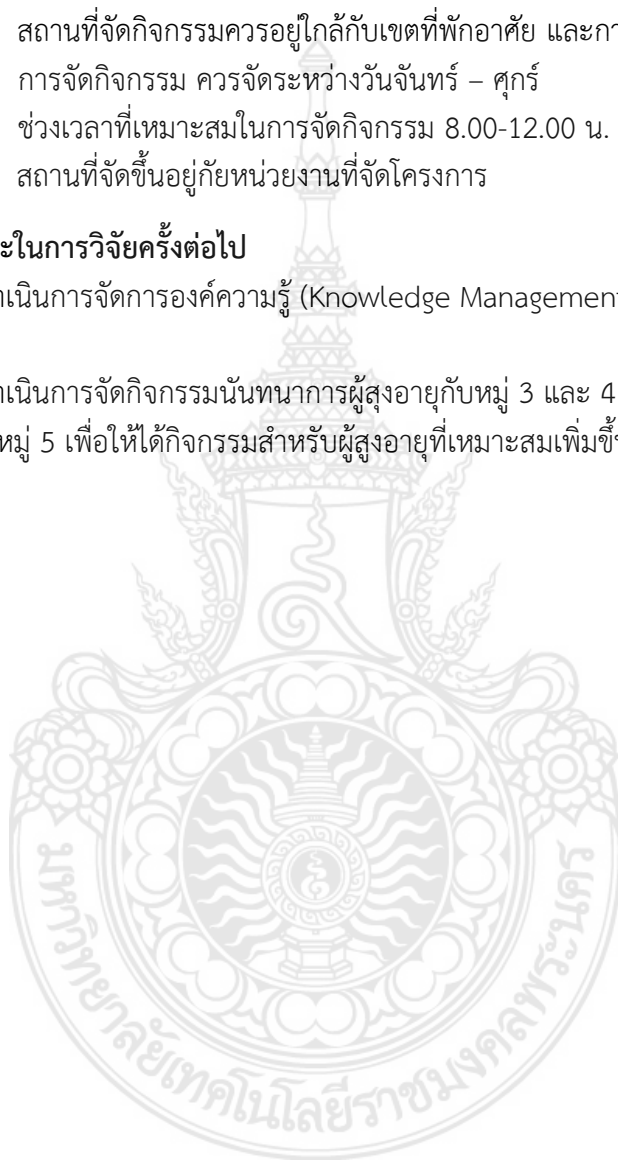 สถานที่จัดกิจกรรมควรอยู่ใกล้กับเขตที่พักอาศัย และกา
การจัดกิจกรรม ควรจัดระหว่างวันจันทร์ – ศุกร์
ช่วงเวลาที่เหมาะสมในการจัดกิจกรรม 8.00-12.00 น.
สถานที่จัดขึ้นอยู่กัยหน่วยงานที่จัดโครงการ
ะในการวิจัยครั้งต่อไป
ำเนินการจัดการองค์ความรู้ (Knowledge Management
ำเนินการจัดกิจกรรมนันทนาการผู้สุงอายุกับหมู่ 3 และ 4
หมู่ 5 เพื่อให้ได้กิจกรรมสำหรับผู้สูงอายุที่เหมาะสมเพิ่มขึ้น
มหาวิทยาลัยเทคโนโลยีราชมงคลพระนคร